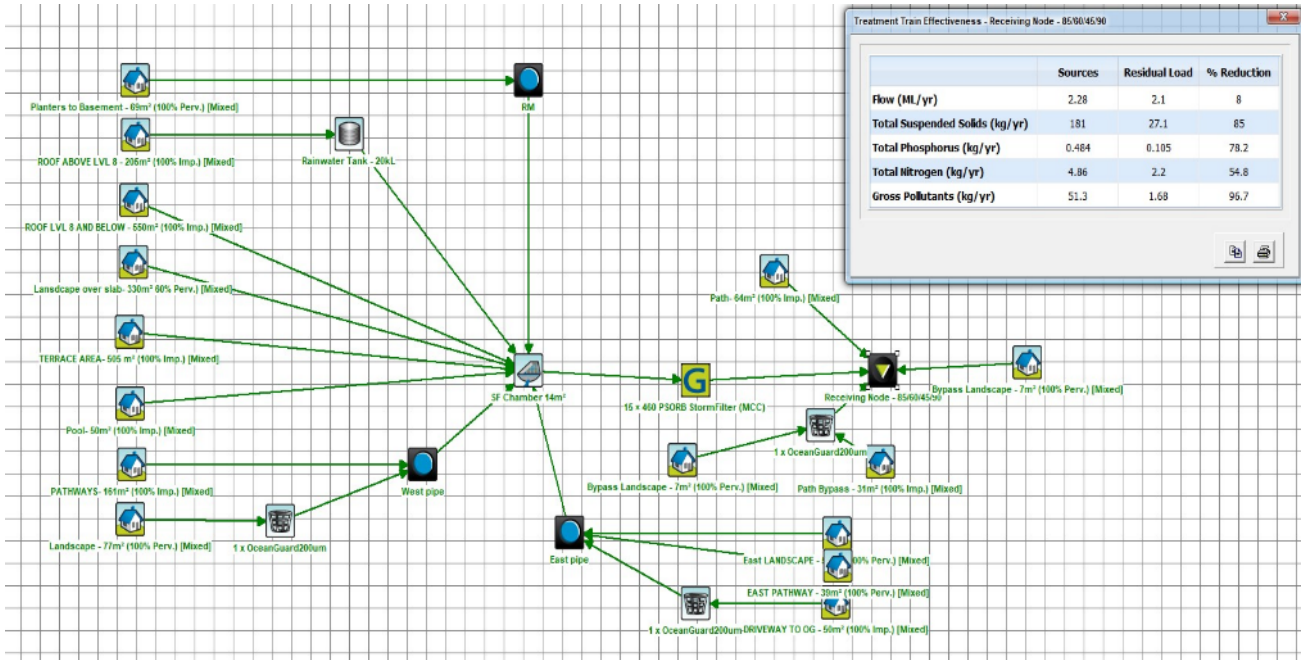 Treatment Train Effectiveness - Receiving Node - 85/60/45/90
Sources Residual Load % Reduction
Flow (ML/yr) 2.28 2.1 8
Total Suspended Solids (kg/yr) 181 27.1 85
Total Phosphorus (kg/yr) 0.484 0.105 78.2
Total Nitrogen (kg/yr) 4.86 2.2 54.8
Gross Pollutants (kg/yr) 51.3 1.68 96.7
Planters to Basement - 69m² (100% Perv.) [Mixed]
RM
ROOF ABOVE LVL 8 - 206m² (100% Imp.) [Mixed]
Rainwater Tank - 20kL
ROOF LVL 8 AND BELOW - 550m² (100% Imp.) [Mixed]
Lansdcape over slab- 330m² 60% Perv.) [Mixed]
Path- 64m² (100% Imp.) [Mixed]
TERRACE AREA- 505 m² (100% Imp.) [Mixed]
SF Chamber 14m²
15 x 460 PSORB StormFilter (MCC)
G
Receiving Node - 85/60/45/90
Bypass Landscape - 7m² (100% Perv.) [Mixed]
Pool- 50m² (100% Imp.) [Mixed]
1 x OceanGuard200um
PATHWAYS- 161m² (100% Imp.) [Mixed]
West pipe
Bypass Landscape - 7m² (100% Perv.) [Mixed]
Path Bypass - 31m² (100% Imp.) [Mixed]
Landscape - 77m² (100% Perv.) [Mixed]
1 x OceanGuard200um
East pipe
East LANDSCAPE - 00% Perv.) [Mixed]
EAST PATHWAY - 39m² (100% Imp.) [Mixed]
1 x OceanGuard200um
DRIVEWAY TO OG - 50m² (100% Imp.) [Mixed]